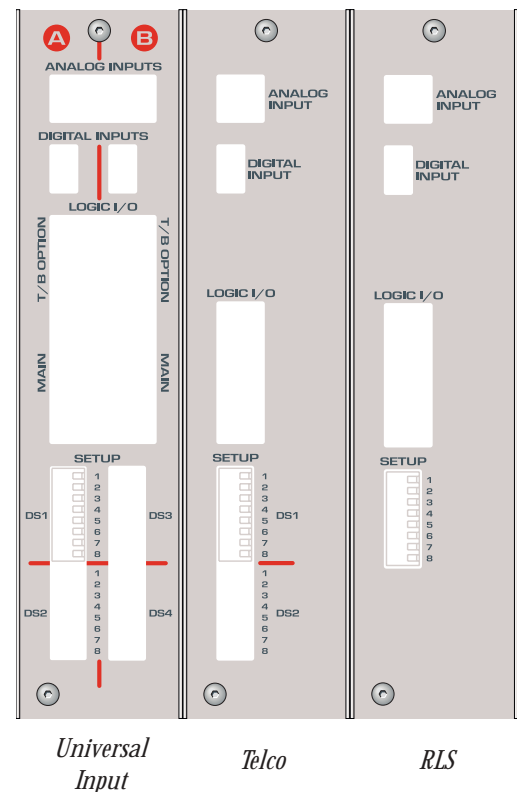 A B
ANALOG INPUTS
DIGITAL INPUTS
LOGIC I/O
T/B OPTION
T/B OPTION
MAIN
MAIN
SETUP
DS1
1
2
3
4
5
6
7
8
DS3
DS2
1
2
3
4
5
6
7
8
DS4
Universal
Input
ANALOG
INPUT
DIGITAL
INPUT
LOGIC I/O
SETUP
1
2
3
4
5
6
7
8
DS1
1
2
3
4
5
6
7
8
DS2
Telco
ANALOG
INPUT
DIGITAL
INPUT
LOGIC I/O
SETUP
1
2
3
4
5
6
7
8
RLS